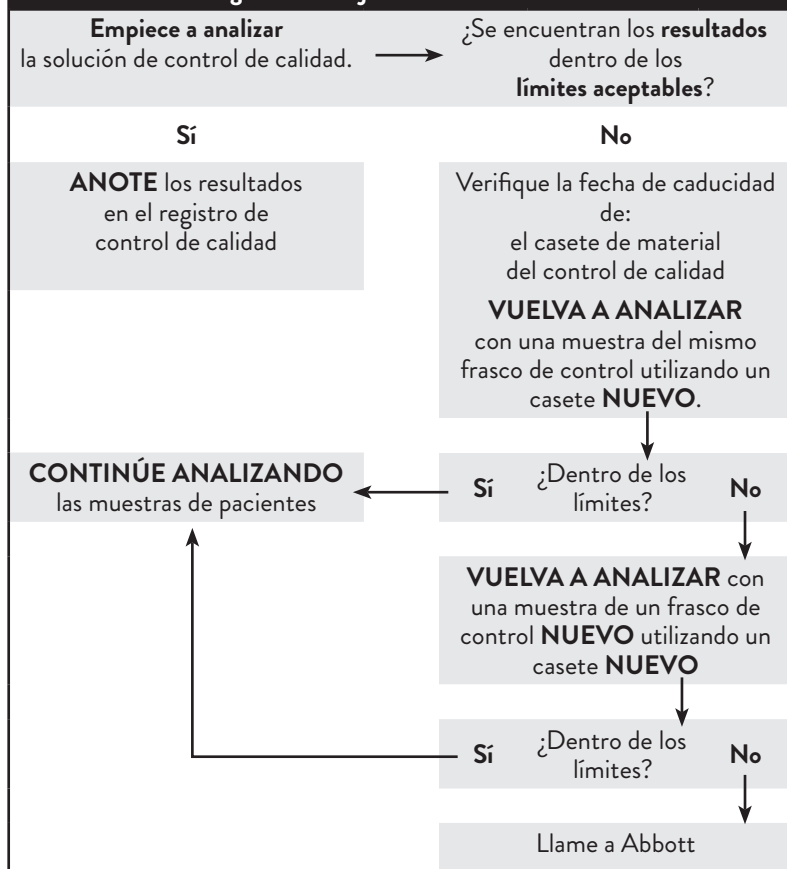 Empiece a analizar
la solución de control de calidad.
¿Se encuentran los resultados
dentro de los
límites aceptables?
Sí
No
ANOTE los resultados
en el registro de
control de calidad
Verifique la fecha de caducidad
de:
el casete de material
del control de calidad
VUELVA A ANALIZAR
con una muestra del mismo
frasco de control utilizando un
casete NUEVO.
CONTINÚE ANALIZANDO
las muestras de pacientes
Sí
¿Dentro de los
límites?
No
VUELVA A ANALIZAR con
una muestra de un frasco de
control NUEVO utilizando un
casete NUEVO
Sí
¿Dentro de los
límites?
No
Llame a Abbott